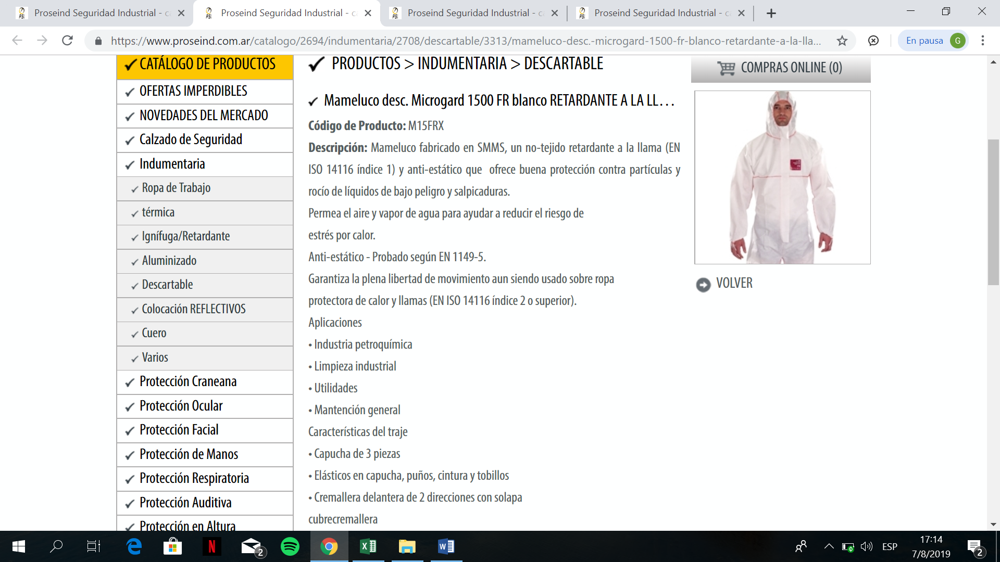 Proseind Seguridad Industrial - ca
Proseind Seguridad Industrial - ca
Proseind Seguridad Industrial - ca
Proseind Seguridad Industrial - ca
https://www.proseind.com.ar/catalogo/2694/indumentaria/2708/descartable/3313/mameluco-desc.-microgard-1500-fr-blanco-retardante-a-la-lla...
En pausa
G
CATÁLOGO DE PRODUCTOS
OFERTAS IMPERDIBLES
NOVEDADES DEL MERCADO
Calzado de Seguridad
Indumentaria
Ropa de Trabajo
térmica
Ignífuga/Retardante
Aluminizado
Descartable
Colocación REFLECTIVOS
Cuero
Varios
Protección Craneana
Protección Ocular
Protección Facial
Protección de Manos
Protección Respiratoria
Protección Auditiva
Protección en Altura
PRODUCTOS > INDUMENTARIA > DESCARTABLE
Mameluco desc. Microgard 1500 FR blanco RETARDANTE A LA LL...
Código de Producto: M15FRX
Descripción: Mameluco fabricado en SMMS, un no-tejido retardante a la llama (EN
ISO 14116 índice 1) y anti-estático que ofrece buena protección contra partículas y
rocío de líquidos de bajo peligro y salpicaduras.
Permea el aire y vapor de agua para ayudar a reducir el riesgo de
estrés por calor.
Anti-estático - Probado según EN 1149-5.
Garantiza la plena libertad de movimiento aun siendo usado sobre ropa
protectora de calor y llamas (EN ISO 14116 índice 2 o superior).
Aplicaciones
• Industria petroquímica
• Limpieza industrial
• Utilidades
• Mantención general
Características del traje
• Capucha de 3 piezas
• Elásticos en capucha, puños, cintura y tobillos
• Cremallera delantera de 2 direcciones con solapa
cubrecremallera
COMPRAS ONLINE (0)
VOLVER
2
ESP
17:14
7/8/2019
2